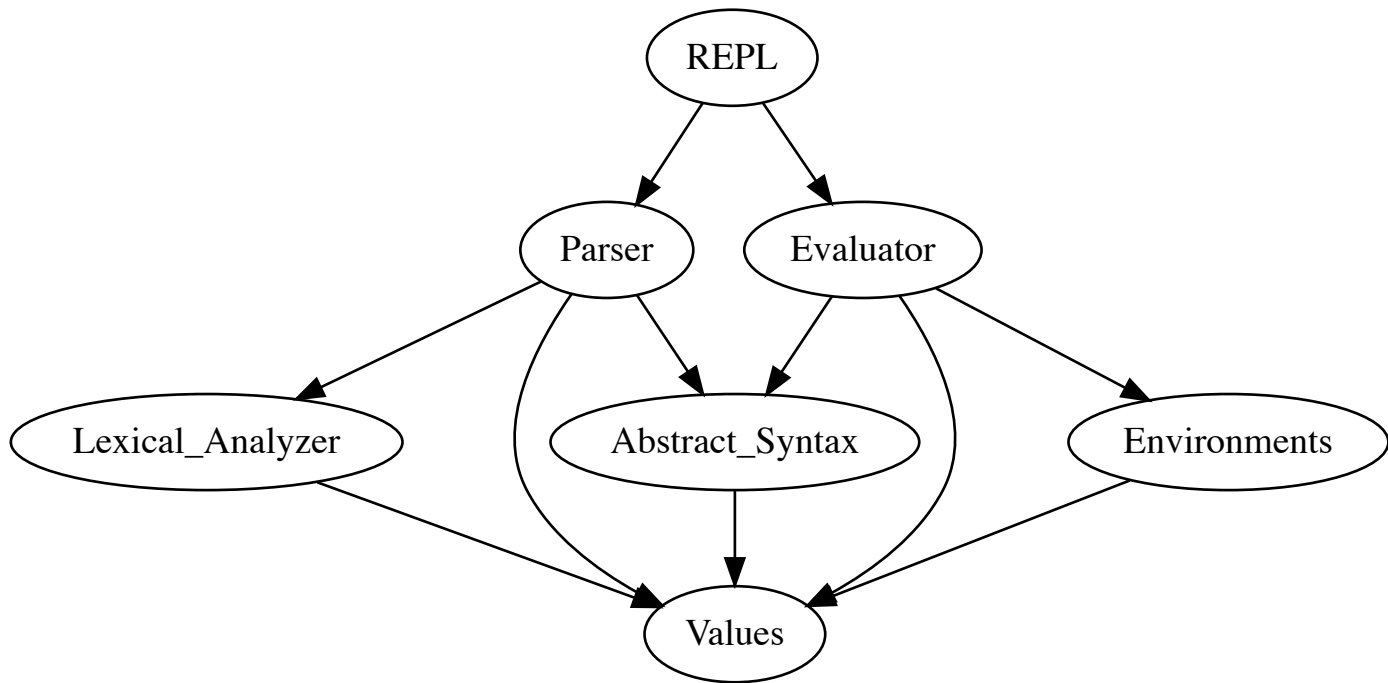 REPL
Parser
Evaluator
Lexical_Analyzer
Abstract_Syntax
Environments
Values